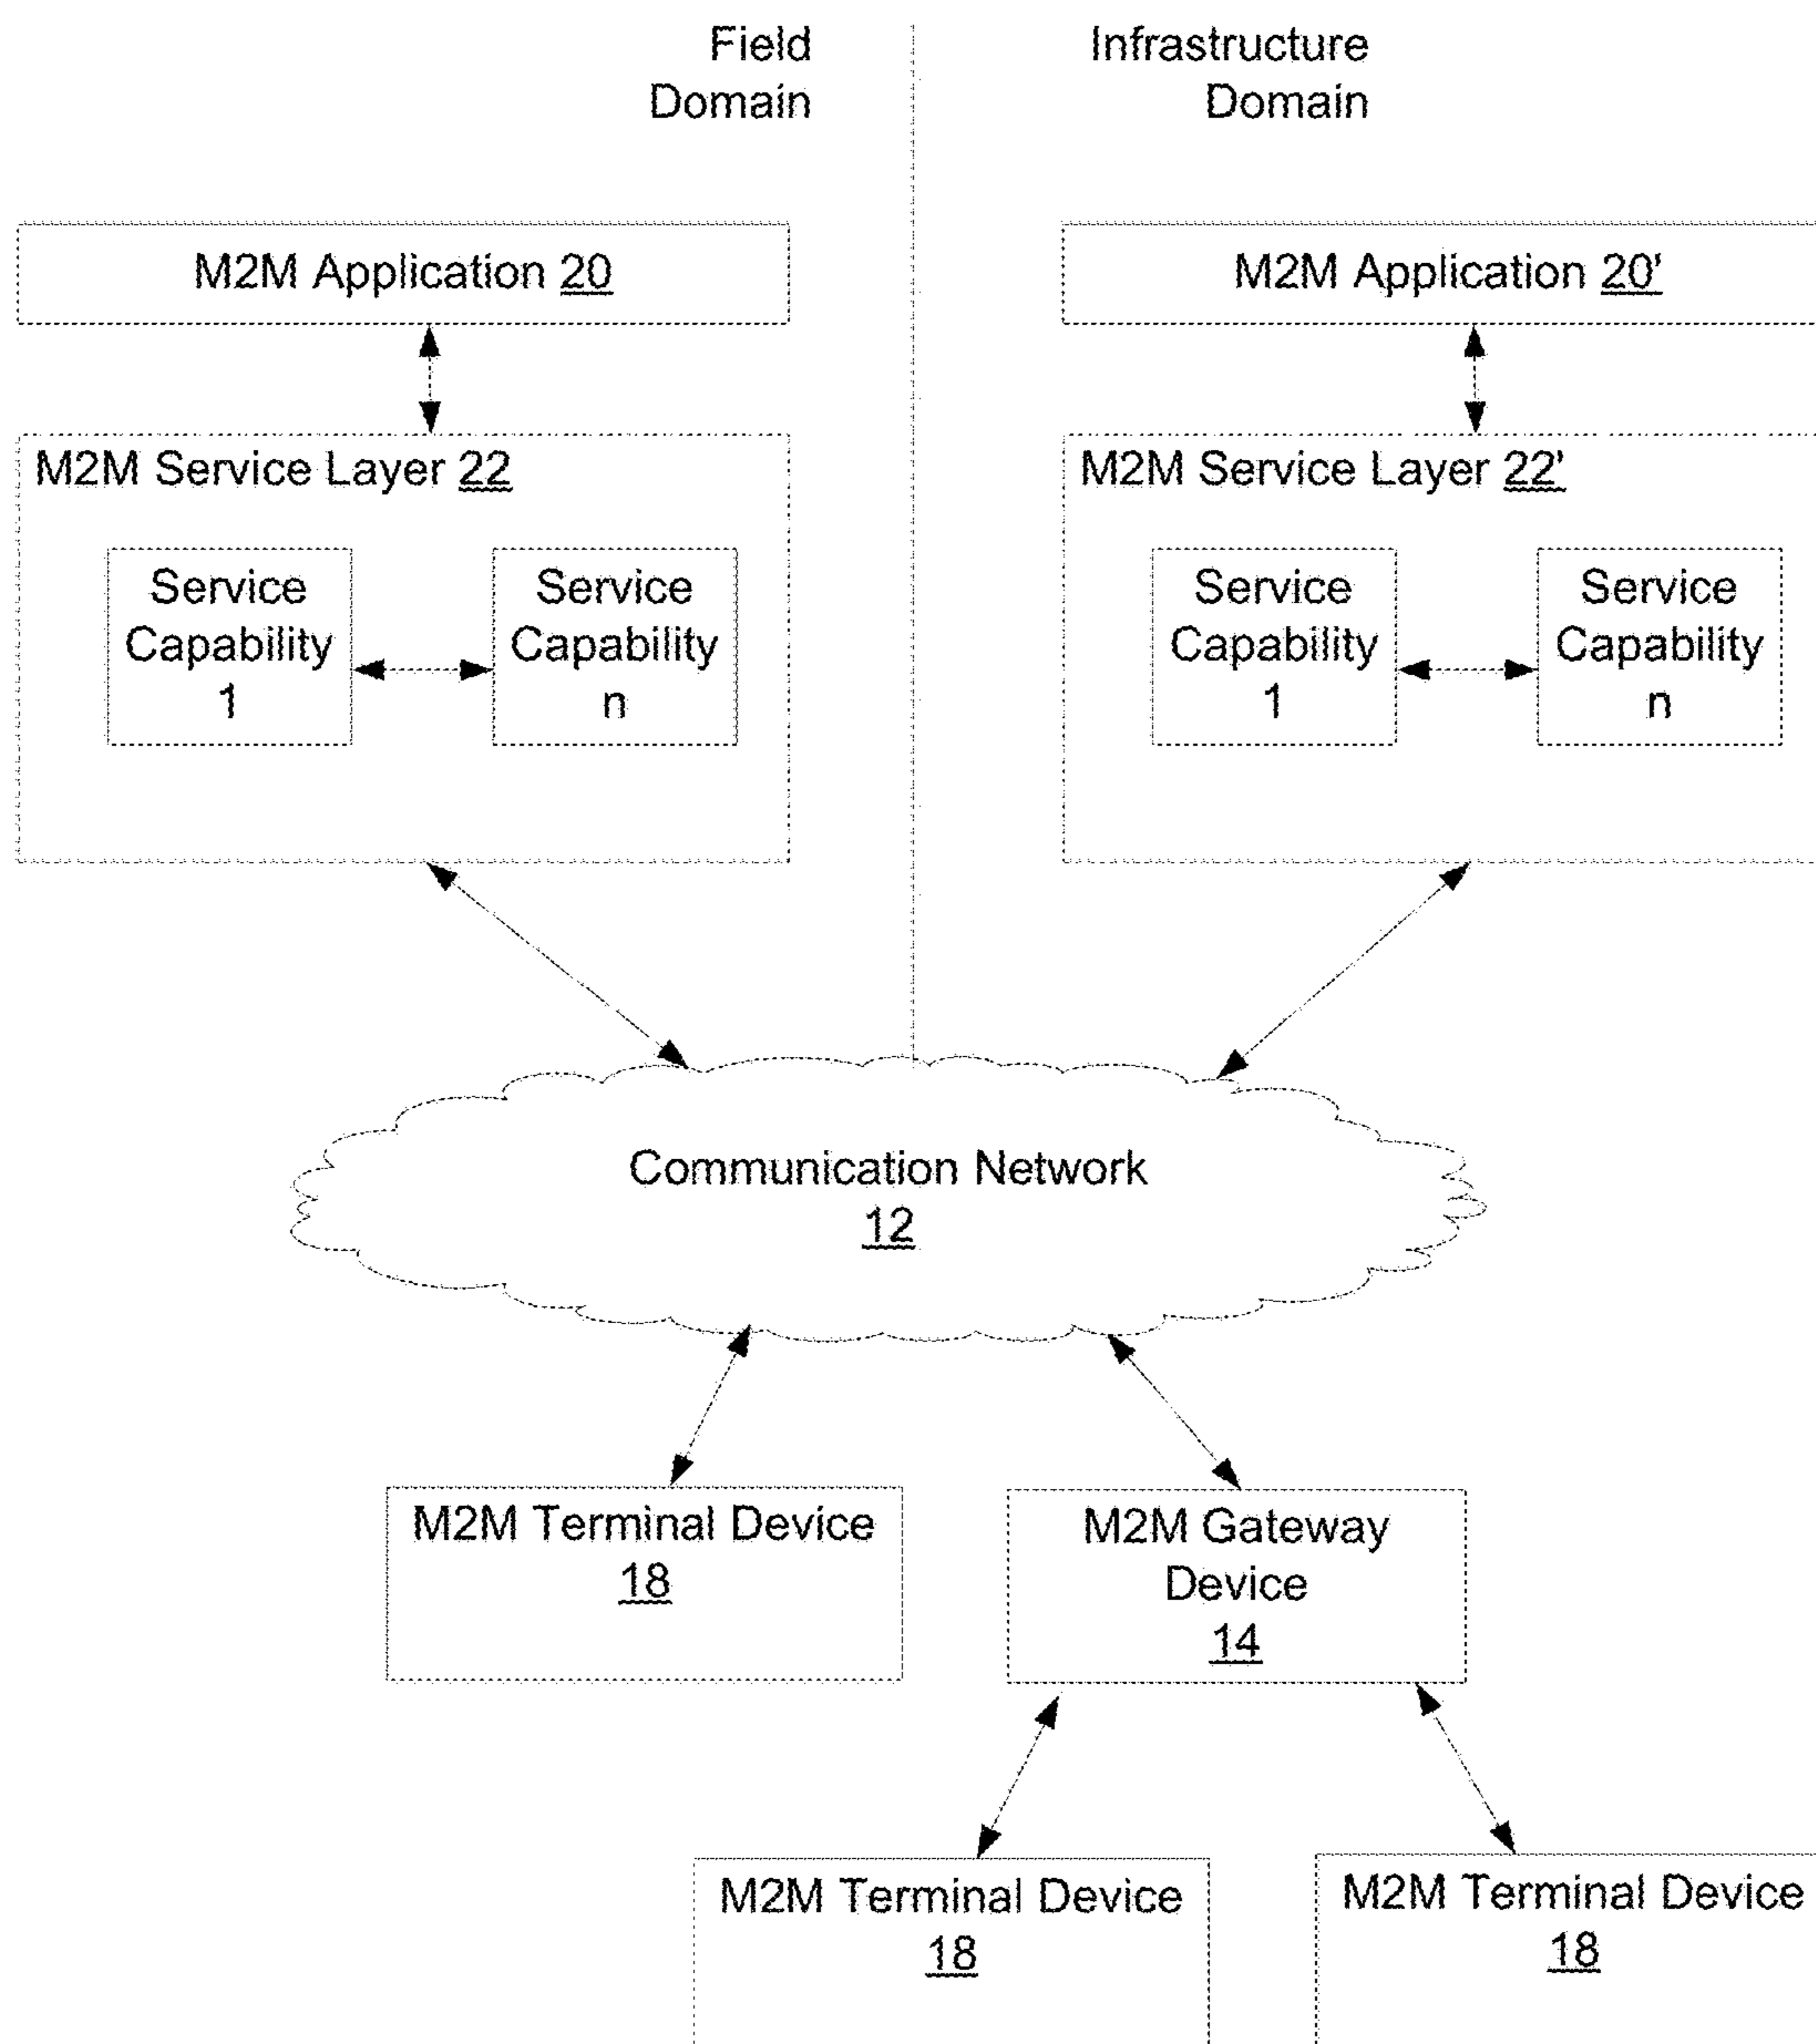 Field
Domain
Infrastructure
Domain
M2M Application 20
M2M Application 20'
M2M Service Layer 22
Service
Capability
1
Service
Capability
n
M2M Service Layer 22'
Service
Capability
1
Service
Capability
n
Communication Network
12
M2M Terminal Device
18
M2M Gateway
Device
14
M2M Terminal Device
18
M2M Terminal Device
18